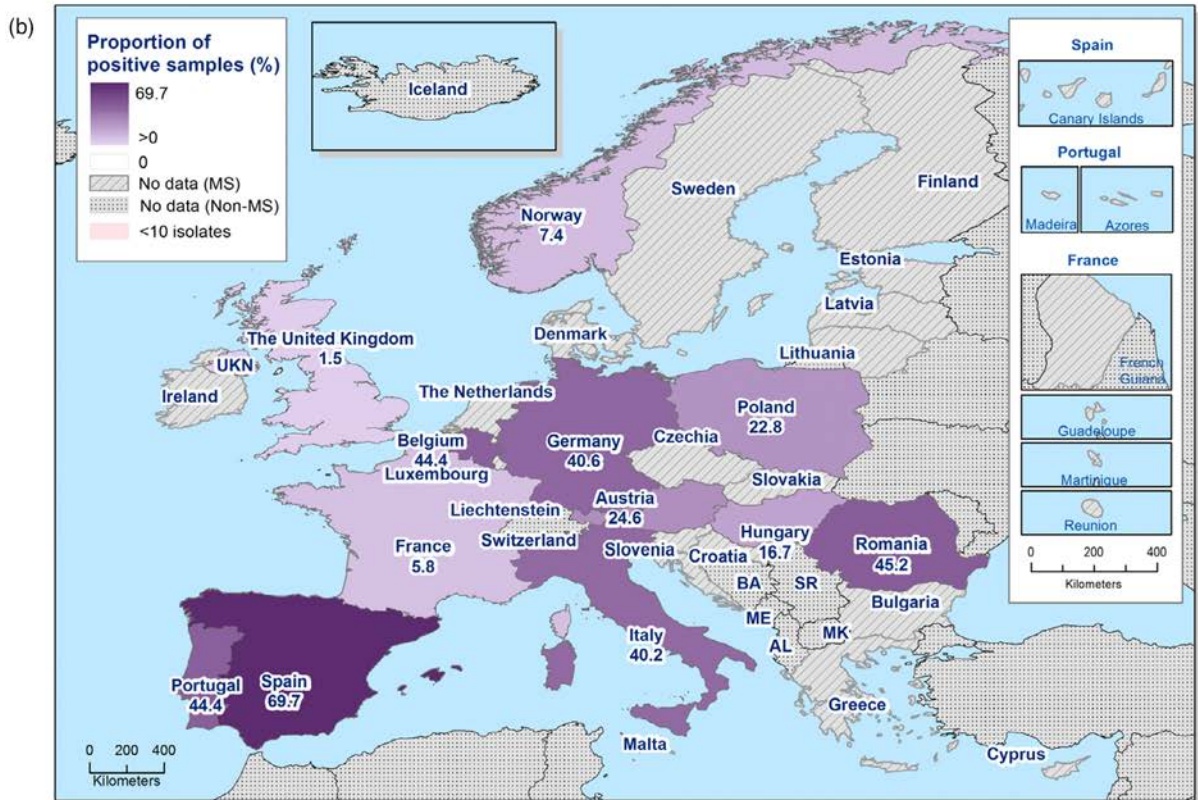 (b)
Proportion of
positive samples (%)
69.7
>0
0
No data (MS)
No data (Non-MS)
<10 isolates
Iceland
Spain
Canary Islands
Portugal
Madeira
Azores
France
French
Guiana
Guadeloupe
Martinique
Reunion
0 200 400
Kilometers
Sweden
Finland
Norway
7.4
Estonia
Latvia
Lithuania
Denmark
The United Kingdom
1.5
UKN
Ireland
The Netherlands
Belgium
44.4
Luxembourg
Germany
40.6
Poland
22.8
Czechia
Slovakia
Austria
24.6
Liechtenstein
Switzerland
Hungary
16.7
Slovenia
Croatia
Romania
45.2
France
5.8
BA
SR
Bulgaria
ME
MK
AL
Italy
40.2
Portugal
44.4
Spain
69.7
Greece
Malta
Cyprus
0 200 400
Kilometers